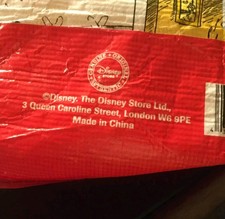 ©Disney. The Disney Store Ltd.,
3 Queen Caroline Street, London W6 9PE
Made in China